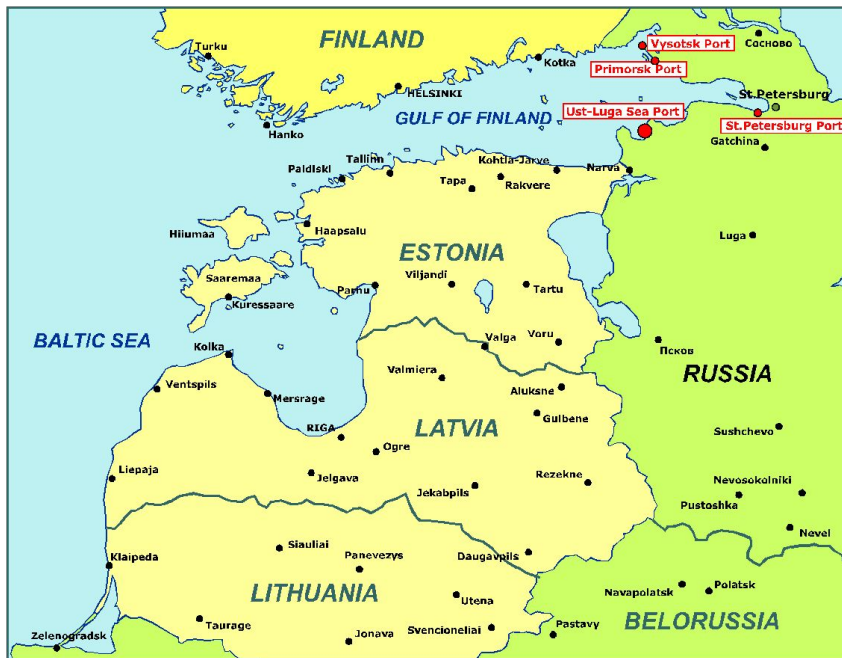 FINLAND
Turku
Vysotsk Port
Сосново
Kotka
Primorsk Port
HELSINKI
St.Petersburg
Ust-Luga Sea Port
GULF OF FINLAND
St.Petersburg Port
Hanko
Gatchina
Tallinn
Kohtla-Jarve
Paldiski
Narva
Tapa
Rakvere
Haapsalu
Hiiumaa
Luga
ESTONIA
Saaremaa
Viljandi
Parnu
Tartu
Kuressaare
BALTIC SEA
Valga
Voru
Kolka
Псков
Valmiera
RUSSIA
Ventspils
Aluksne
Mersrage
Gulbene
RIGA
LATVIA
Sushchevo
Ogre
Liepaja
Jelgava
Rezekne
Nevosokolniki
Jekabpils
Pustoshka
Nevel
Siauliai
Klaipeda
Panevezys
Daugavpils
LITHUANIA
Navapolatsk
Polatsk
Utena
BELORUSSIA
Taurage
Svencioneliai
Pastavy
Zelenogradsk
Jonava